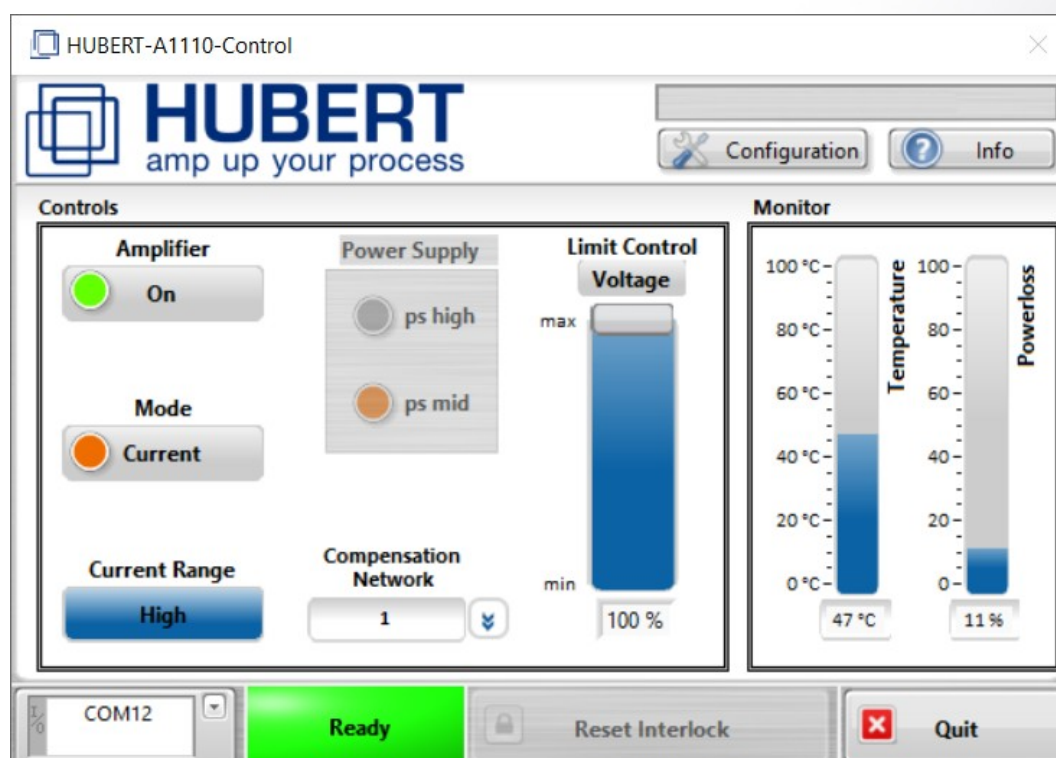 HUBERT-A1110-Control
HUBERT
amp up your process
Configuration
Info
Controls
Monitor
Amplifier
On
Mode
Current
Current Range
High
Power Supply
ps high
ps mid
Compensation
Network
1
Limit Control
Voltage
max
min
100 %
100 °C
80 °C
60 °C
40 °C
20 °C
0 °C
Temperature
47 °C
100
80
60
40
20
0
Powerloss
11 %
I/O
COM12
Ready
Reset Interlock
Quit